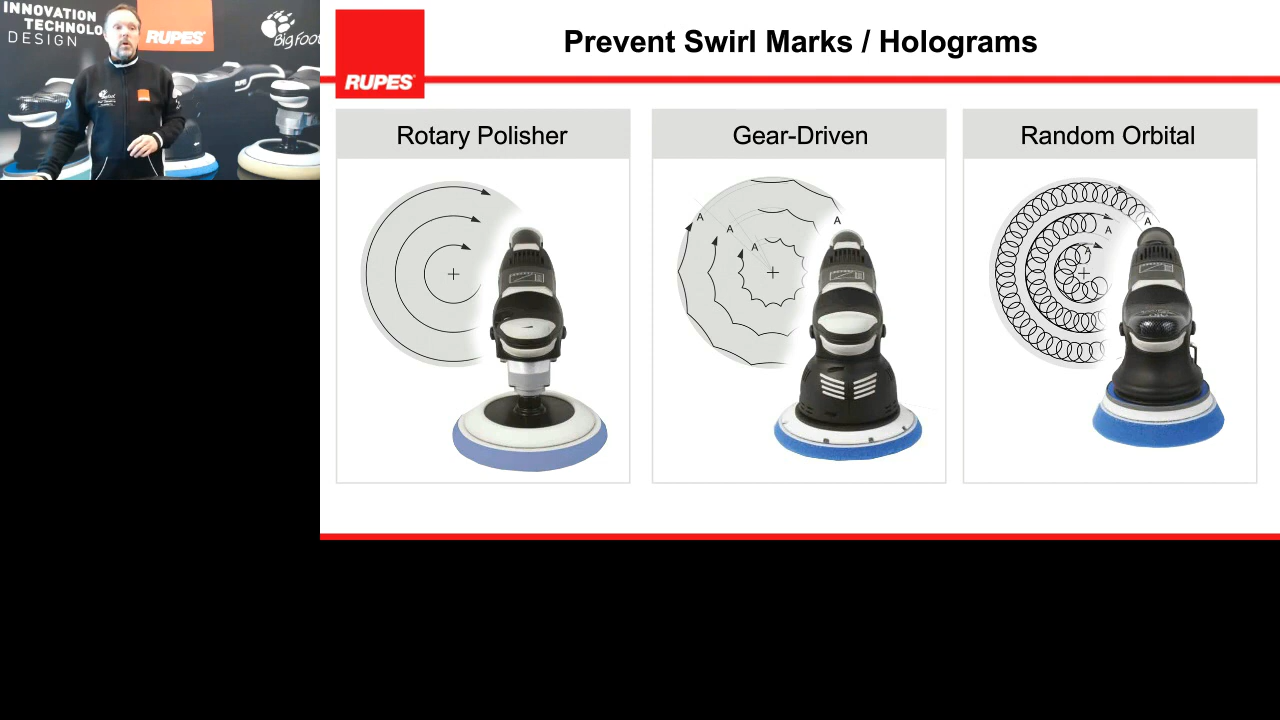 INNOVATION
TECHNOLO
DESIGN
RUPES
BigFoot
RUPES
Prevent Swirl Marks / Holograms
Rotary Polisher
Gear-Driven
Random Orbital
A
A
A
A
A
A